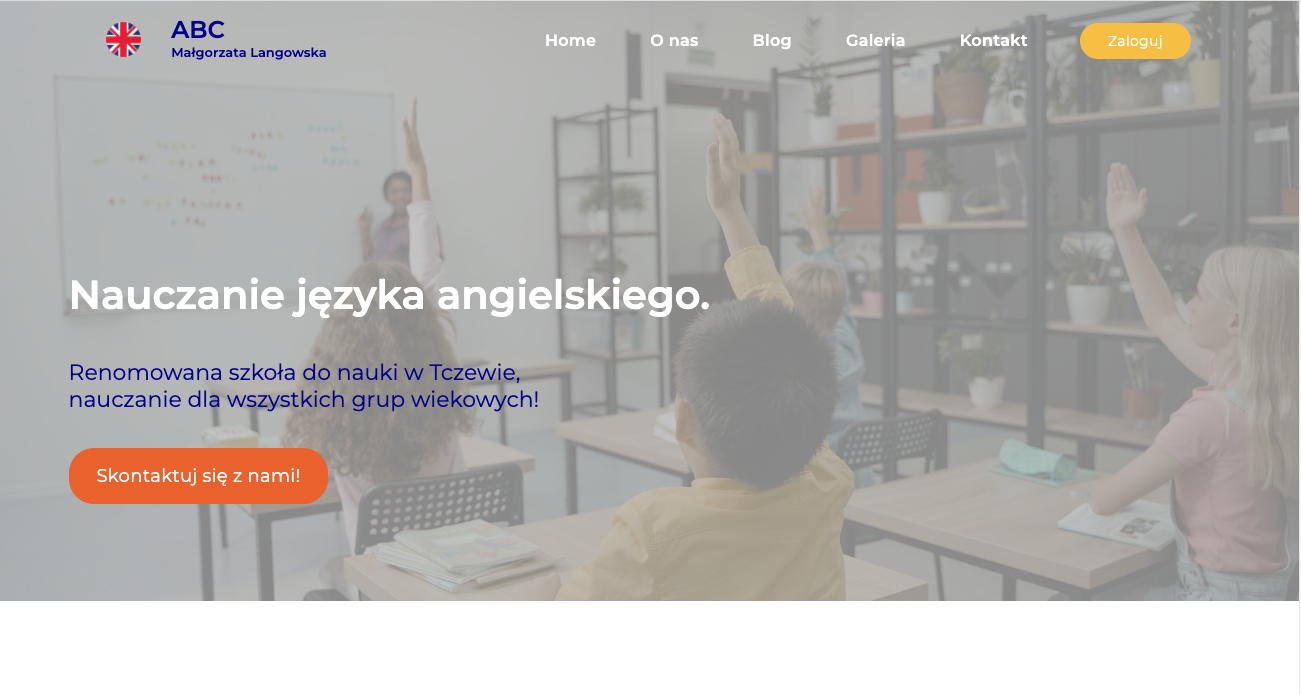 ABC
Małgorzata Langowska
Home
O nas
Blog
Galeria
Kontakt
Zaloguj
Nauczanie języka angielskiego.
Renomowana szkoła do nauki w Tczewie,
nauczanie dla wszystkich grup wiekowych!
Skontaktuj się z nami!